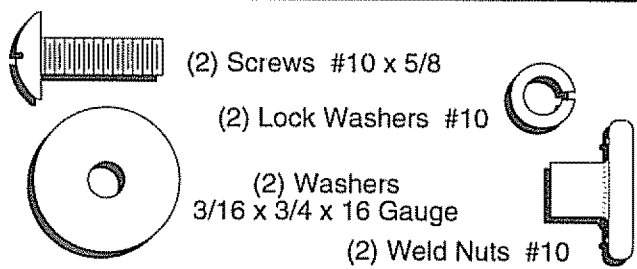 (2) Screws #10 x 5/8
(2) Lock Washers #10
(2) Washers
3/16 x 3/4 x 16 Gauge
(2) Weld Nuts #10